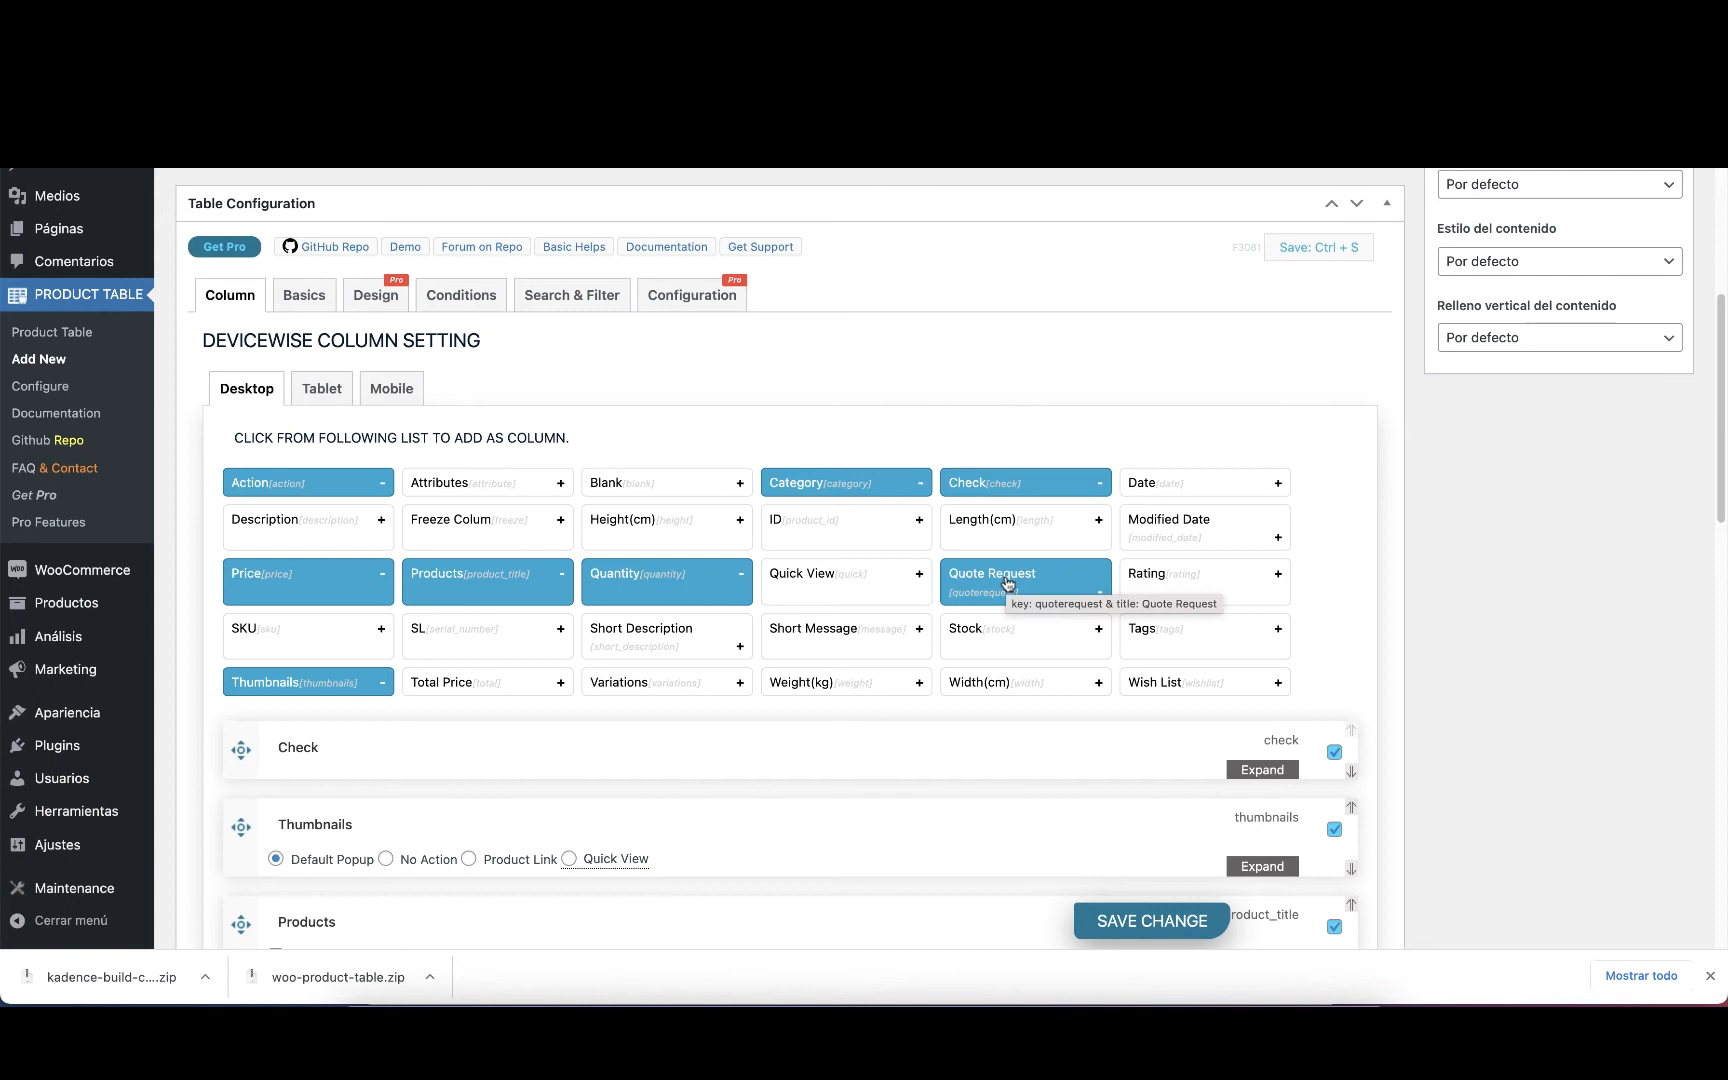 Medios
Páginas
Comentarios
PRODUCT TABLE
Product Table
Add New
Configure
Documentation
Github Repo
FAQ & Contact
Get Pro
Pro Features
WooCommerce
Productos
Análisis
Marketing
Apariencia
Plugins
Usuarios
Herramientas
Ajustes
Maintenance
Cerrar menú
Table Configuration
Get Pro
GitHub Repo
Demo
Forum on Repo
Basic Helps
Documentation
Get Support
F3081
Save: Ctrl + S
Column
Basics
Design
Pro
Conditions
Search & Filter
Configuration
Pro
DEVICEWISE COLUMN SETTING
Desktop
Tablet
Mobile
CLICK FROM FOLLOWING LIST TO ADD AS COLUMN.
Action[action] -
Attributes[attribute] +
Blank[blank] +
Category[category] -
Check[check] -
Date[date] +
Description[description] +
Freeze Colum[freeze] +
Height(cm)[height] +
ID[product_id] +
Length(cm)[length] +
Modified Date
[modified_date] +
Price[price] -
Products[product_title] -
Quantity[quantity] -
Quick View[quick] +
Quote Request
key: quoterequest & title: Quote Request
Rating[rating] +
SKU[sku] +
SL[serial_number] +
Short Description
[short_description] +
Short Message[message] +
Stock[stock] +
Tags[tags] +
Thumbnails[thumbnails] -
Total Price[total] +
Variations[variations] +
Weight(kg)[weight] +
Width(cm)[width] +
Wish List[wishlist] +
Check
check
Expand
Thumbnails
thumbnails
Default Popup
No Action
Product Link
Quick View
Expand
Products
roduct_title
SAVE CHANGE
Por defecto
Estilo del contenido
Por defecto
Relleno vertical del contenido
Por defecto
kadence-build-c....zip
woo-product-table.zip
Mostrar todo